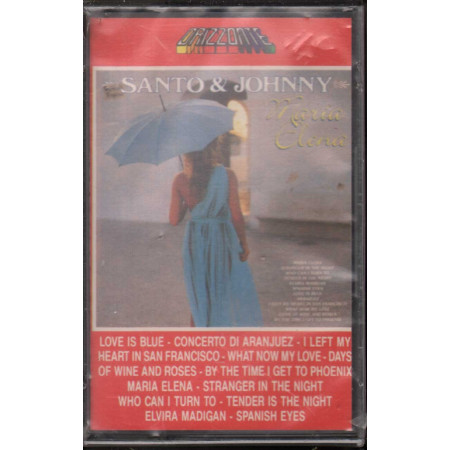 ORIZZONTE
SANTO & JOHNNY
Maria
Elena
LOVE IS BLUE - CONCERTO DI ARANJUEZ - I LEFT MY
HEART IN SAN FRANCISCO - WHAT NOW MY LOVE - DAYS
OF WINE AND ROSES - BY THE TIME I GET TO PHOENIX
MARIA ELENA - STRANGER IN THE NIGHT
WHO CAN I TURN TO - TENDER IS THE NIGHT
ELVIRA MADIGAN - SPANISH EYES